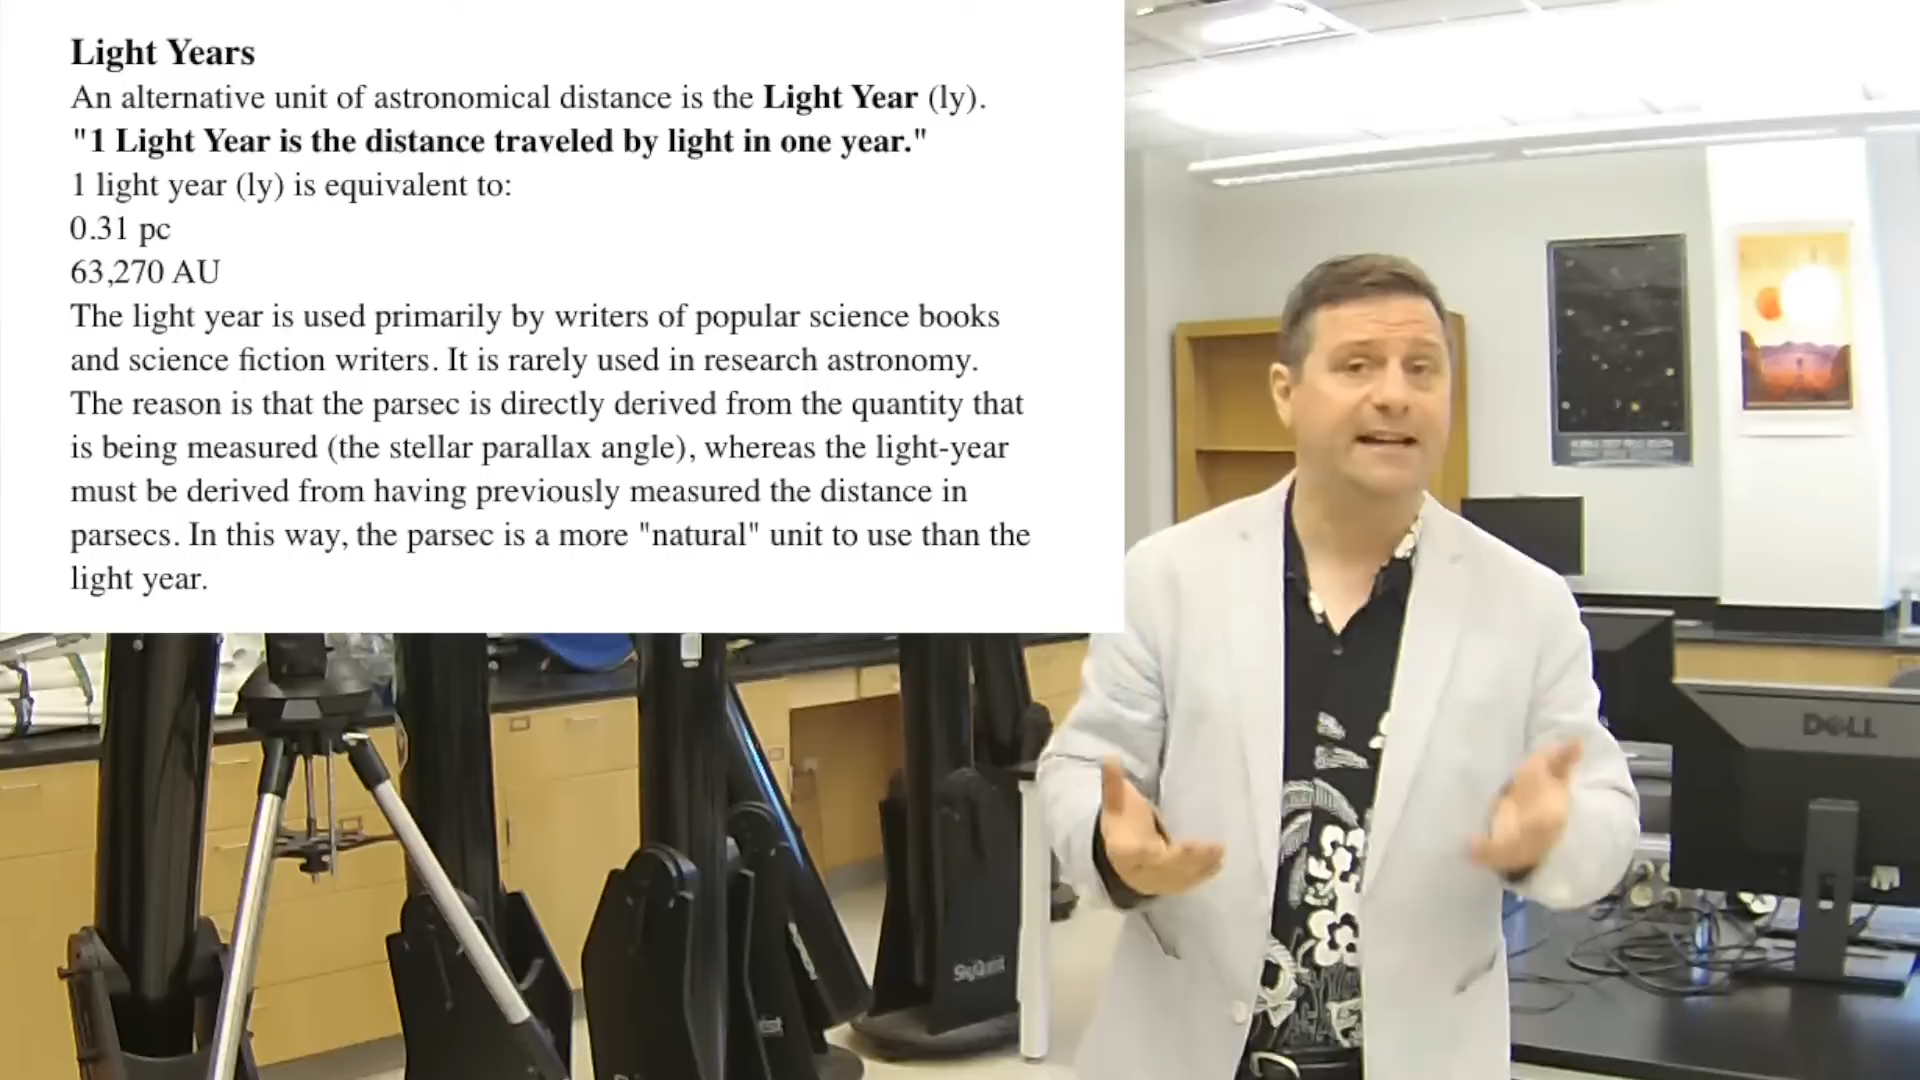 Light Years
An alternative unit of astronomical distance is the Light Year (ly).
"1 Light Year is the distance traveled by light in one year."
1 light year (ly) is equivalent to:
0.31 pc
63,270 AU
The light year is used primarily by writers of popular science books
and science fiction writers. It is rarely used in research astronomy.
The reason is that the parsec is directly derived from the quantity that
is being measured (the stellar parallax angle), whereas the light-year
must be derived from having previously measured the distance in
parsecs. In this way, the parsec is a more "natural" unit to use than the
light year.
DELL
SkyQuest